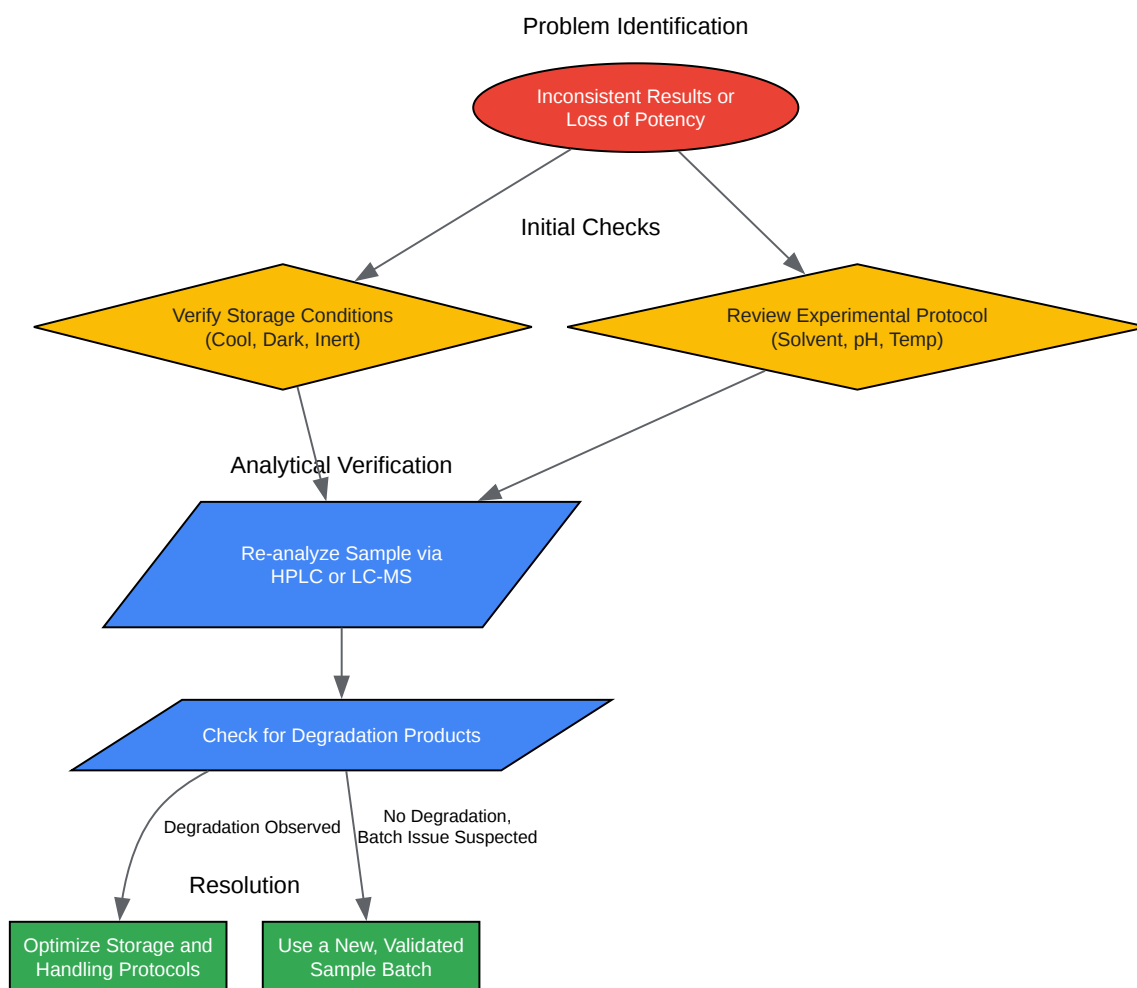 Problem Identification
Inconsistent Results or
Loss of Potency
Initial Checks
Verify Storage Conditions
(Cool, Dark, Inert)
Review Experimental Protocol
(Solvent, pH, Temp)
Analytical Verification
Re-analyze Sample via
HPLC or LC-MS
Check for Degradation Products
Degradation Observed
No Degradation,
Batch Issue Suspected
Resolution
Optimize Storage and
Handling Protocols
Use a New, Validated
Sample Batch